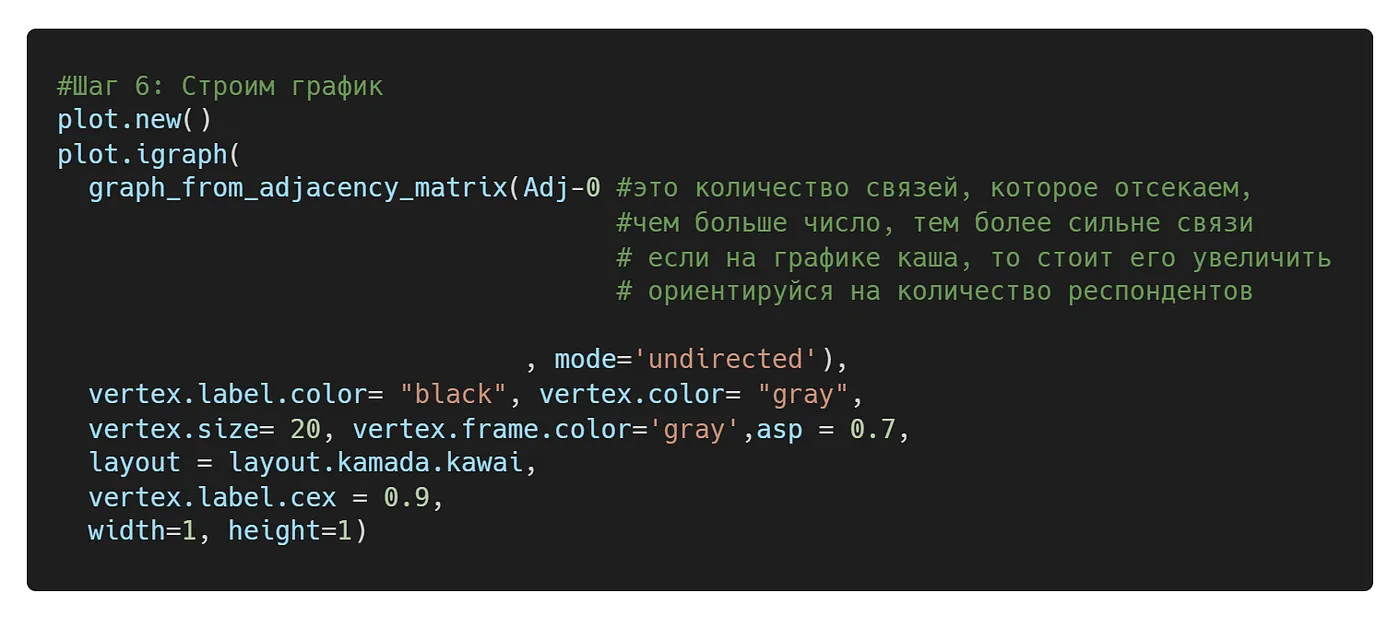 #Шаг 6: Строим график
plot.new()
plot.igraph(
  graph_from_adjacency_matrix(Adj-0 #это количество связей, которое отсекаем,
                                    #чем больше число, тем более сильне связи
                                    # если на графике каша, то стоит его увеличить
                                    # ориентируйся на количество респондентов
                              , mode='undirected'),
  vertex.label.color= "black", vertex.color= "gray",
  vertex.size= 20, vertex.frame.color='gray',asp = 0.7,
  layout = layout.kamada.kawai,
  vertex.label.cex = 0.9,
  width=1, height=1)